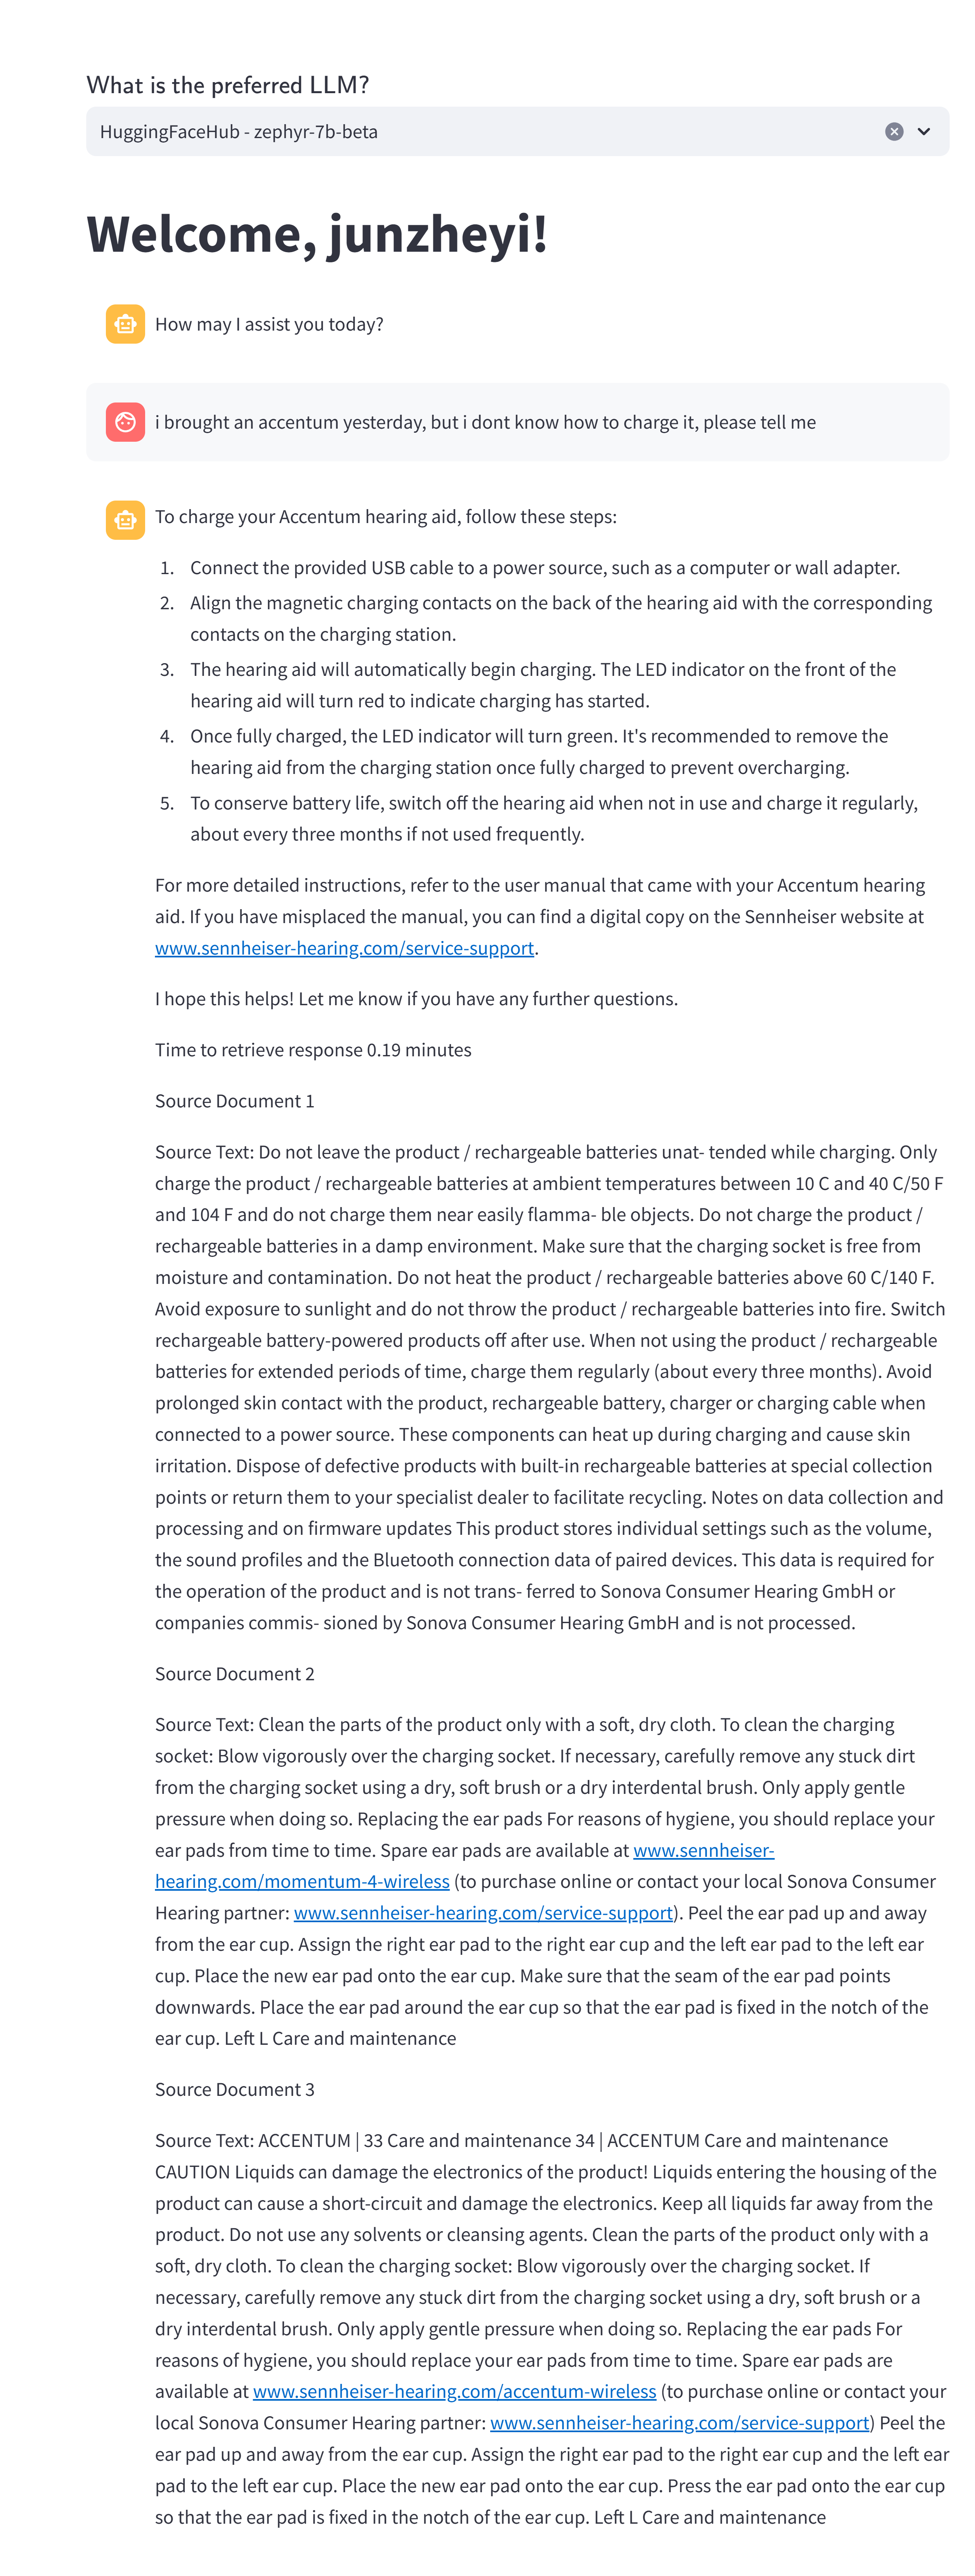 What is the preferred LLM?
HuggingFaceHub - zephyr-7b-beta
Welcome, junzheyi!
How may I assist you today?
i brought an accentum yesterday, but i dont know how to charge it, please tell me
To charge your Accentum hearing aid, follow these steps:
1. Connect the provided USB cable to a power source, such as a computer or wall adapter.
2. Align the magnetic charging contacts on the back of the hearing aid with the corresponding
contacts on the charging station.
3. The hearing aid will automatically begin charging. The LED indicator on the front of the
hearing aid will turn red to indicate charging has started.
4. Once fully charged, the LED indicator will turn green. It's recommended to remove the
hearing aid from the charging station once fully charged to prevent overcharging.
5. To conserve battery life, switch off the hearing aid when not in use and charge it regularly,
about every three months if not used frequently.
For more detailed instructions, refer to the user manual that came with your Accentum hearing
aid. If you have misplaced the manual, you can find a digital copy on the Sennheiser website at
www.sennheiser-hearing.com/service-support.
I hope this helps! Let me know if you have any further questions.
Time to retrieve response 0.19 minutes
Source Document 1
Source Text: Do not leave the product / rechargeable batteries unat- tended while charging. Only
charge the product / rechargeable batteries at ambient temperatures between 10 C and 40 C/50 F
and 104 F and do not charge them near easily flamma- ble objects. Do not charge the product /
rechargeable batteries in a damp environment. Make sure that the charging socket is free from
moisture and contamination. Do not heat the product / rechargeable batteries above 60 C/140 F.
Avoid exposure to sunlight and do not throw the product / rechargeable batteries into fire. Switch
rechargeable battery-powered products off after use. When not using the product / rechargeable
batteries for extended periods of time, charge them regularly (about every three months). Avoid
prolonged skin contact with the product, rechargeable battery, charger or charging cable when
connected to a power source. These components can heat up during charging and cause skin
irritation. Dispose of defective products with built-in rechargeable batteries at special collection
points or return them to your specialist dealer to facilitate recycling. Notes on data collection and
processing and on firmware updates This product stores individual settings such as the volume,
the sound profiles and the Bluetooth connection data of paired devices. This data is required for
the operation of the product and is not trans- ferred to Sonova Consumer Hearing GmbH or
companies commis- sioned by Sonova Consumer Hearing GmbH and is not processed.
Source Document 2
Source Text: Clean the parts of the product only with a soft, dry cloth. To clean the charging
socket: Blow vigorously over the charging socket. If necessary, carefully remove any stuck dirt
from the charging socket using a dry, soft brush or a dry interdental brush. Only apply gentle
pressure when doing so. Replacing the ear pads For reasons of hygiene, you should replace your
ear pads from time to time. Spare ear pads are available at www.sennheiser-
hearing.com/momentum-4-wireless (to purchase online or contact your local Sonova Consumer
Hearing partner: www.sennheiser-hearing.com/service-support). Peel the ear pad up and away
from the ear cup. Assign the right ear pad to the right ear cup and the left ear pad to the left ear
cup. Place the new ear pad onto the ear cup. Make sure that the seam of the ear pad points
downwards. Place the ear pad around the ear cup so that the ear pad is fixed in the notch of the
ear cup. Left L Care and maintenance
Source Document 3
Source Text: ACCENTUM | 33 Care and maintenance 34 | ACCENTUM Care and maintenance
CAUTION Liquids can damage the electronics of the product! Liquids entering the housing of the
product can cause a short-circuit and damage the electronics. Keep all liquids far away from the
product. Do not use any solvents or cleansing agents. Clean the parts of the product only with a
soft, dry cloth. To clean the charging socket: Blow vigorously over the charging socket. If
necessary, carefully remove any stuck dirt from the charging socket using a dry, soft brush or a
dry interdental brush. Only apply gentle pressure when doing so. Replacing the ear pads For
reasons of hygiene, you should replace your ear pads from time to time. Spare ear pads are
available at www.sennheiser-hearing.com/accentum-wireless (to purchase online or contact your
local Sonova Consumer Hearing partner: www.sennheiser-hearing.com/service-support) Peel the
ear pad up and away from the ear cup. Assign the right ear pad to the right ear cup and the left ear
pad to the left ear cup. Place the new ear pad onto the ear cup. Press the ear pad onto the ear cup
so that the ear pad is fixed in the notch of the ear cup. Left L Care and maintenance